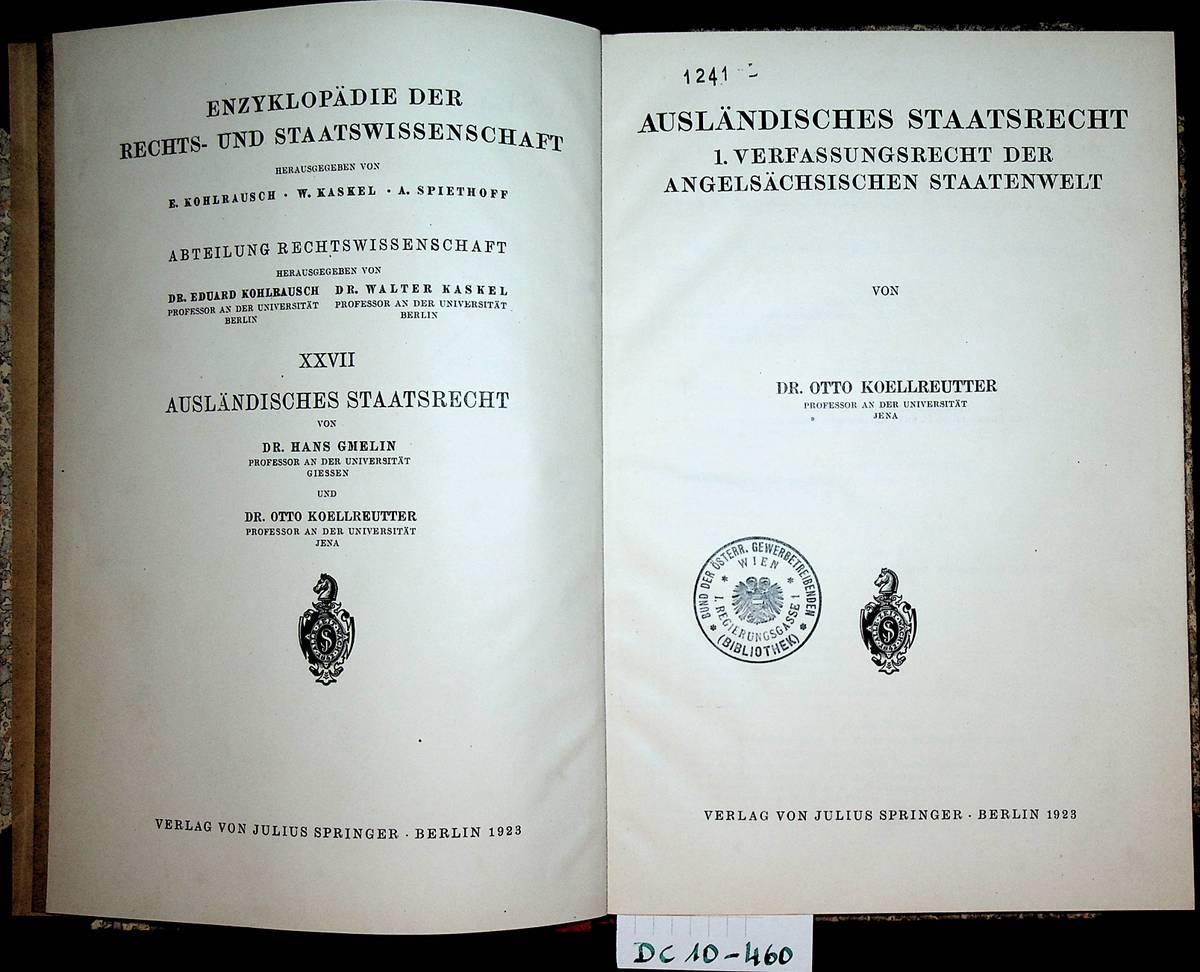 ENZYKLOPÄDIE DER
RECHTS- UND STAATSWISSENSCHAFT
HERAUSGEGEBEN VON
E. KOHLRAUSCH · W. KASKEL · A. SPIETHOFF
ABTEILUNG RECHTSWISSENSCHAFT
HERAUSGEGEBEN VON
DR. EDUARD KOHLRAUSCH
PROFESSOR AN DER UNIVERSITÄT
BERLIN
DR. WALTER KASKEL
PROFESSOR AN DER UNIVERSITÄT
BERLIN
XXVII
AUSLÄNDISCHES STAATSRECHT
VON
DR. HANS GMELIN
PROFESSOR AN DER UNIVERSITÄT
GIESSEN
UND
DR. OTTO KOELLREUTTER
PROFESSOR AN DER UNIVERSITÄT
JENA
VERLAG VON JULIUS SPRINGER · BERLIN 1923
1241
AUSLÄNDISCHES STAATSRECHT
1. VERFASSUNGSRECHT DER
ANGELSÄCHSISCHEN STAATENWELT
VON
DR. OTTO KOELLREUTTER
PROFESSOR AN DER UNIVERSITÄT
JENA
BUND DER ÖSTERR. GEWERBETREIBENDEN
* WIEN *
* I. REGIERUNGSGASSE 1 *
(BIBLIOTHEK)
VERLAG VON JULIUS SPRINGER · BERLIN 1923
DC 10-460